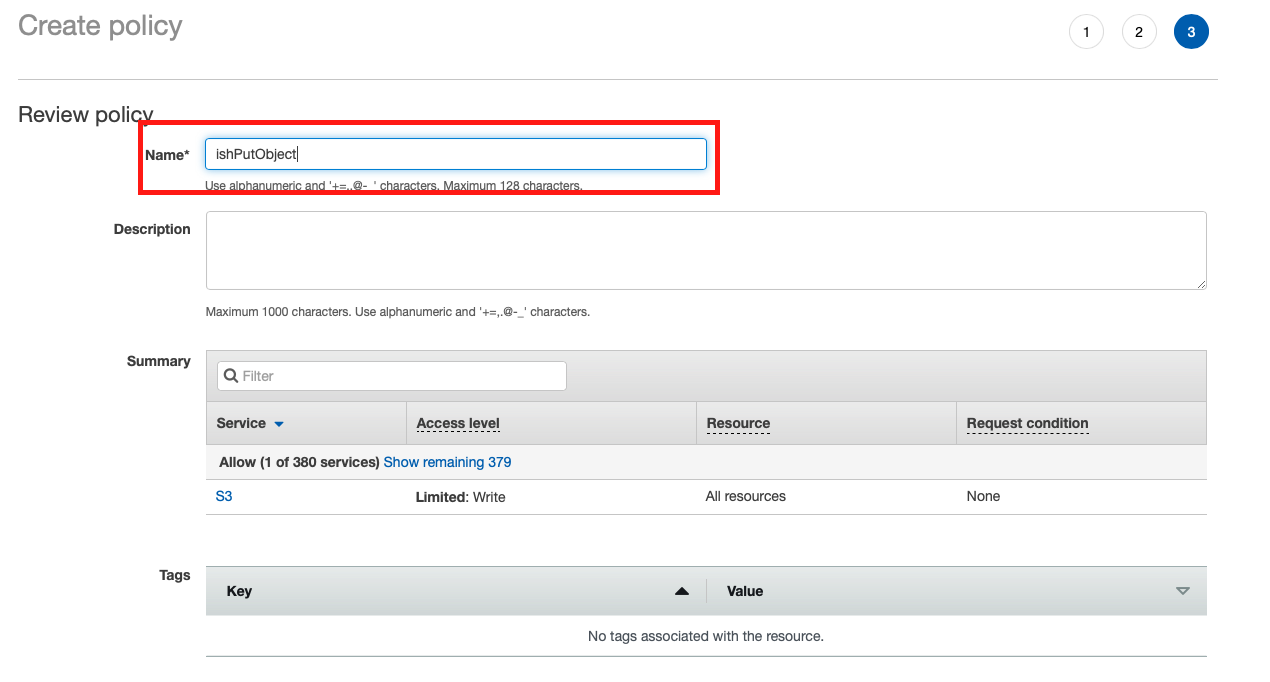 Create policy
1 2 3
Review policy
Name* ishPutObject
Use alphanumeric and '+=,.@-_' characters. Maximum 128 characters.
Description
Maximum 1000 characters. Use alphanumeric and '+=,.@-_' characters.
Summary Filter
Service Access level Resource Request condition
Allow (1 of 380 services) Show remaining 379
S3 Limited: Write All resources None
Tags Key Value
No tags associated with the resource.